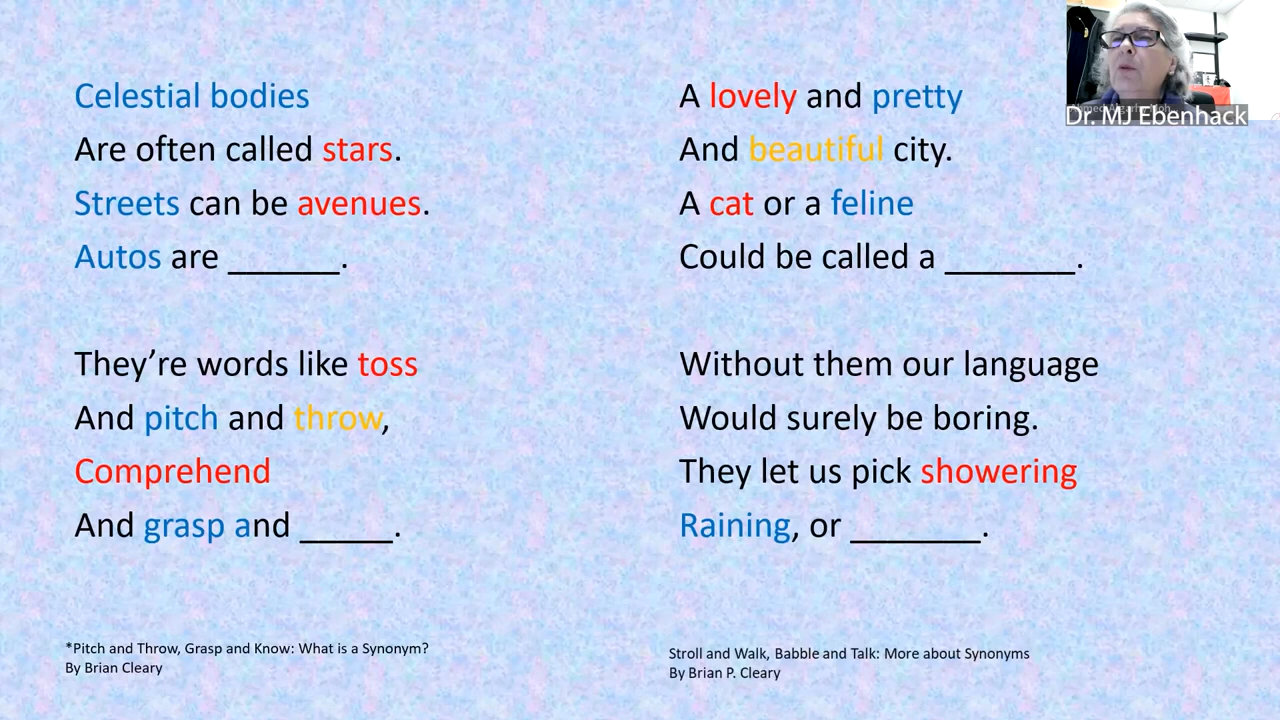 Celestial bodies
Are often called stars.
Streets can be avenues.
Autos are ______.
They’re words like toss
And pitch and throw,
Comprehend
And grasp and _____.
*Pitch and Throw, Grasp and Know: What is a Synonym?
By Brian Cleary
A lovely and pretty
And beautiful city.
A cat or a feline
Could be called a _______.
Without them our language
Would surely be boring.
They let us pick showering
Raining, or _______.
Stroll and Walk, Babble and Talk: More about Synonyms
By Brian P. Cleary
Dr. MJ Ebenhack